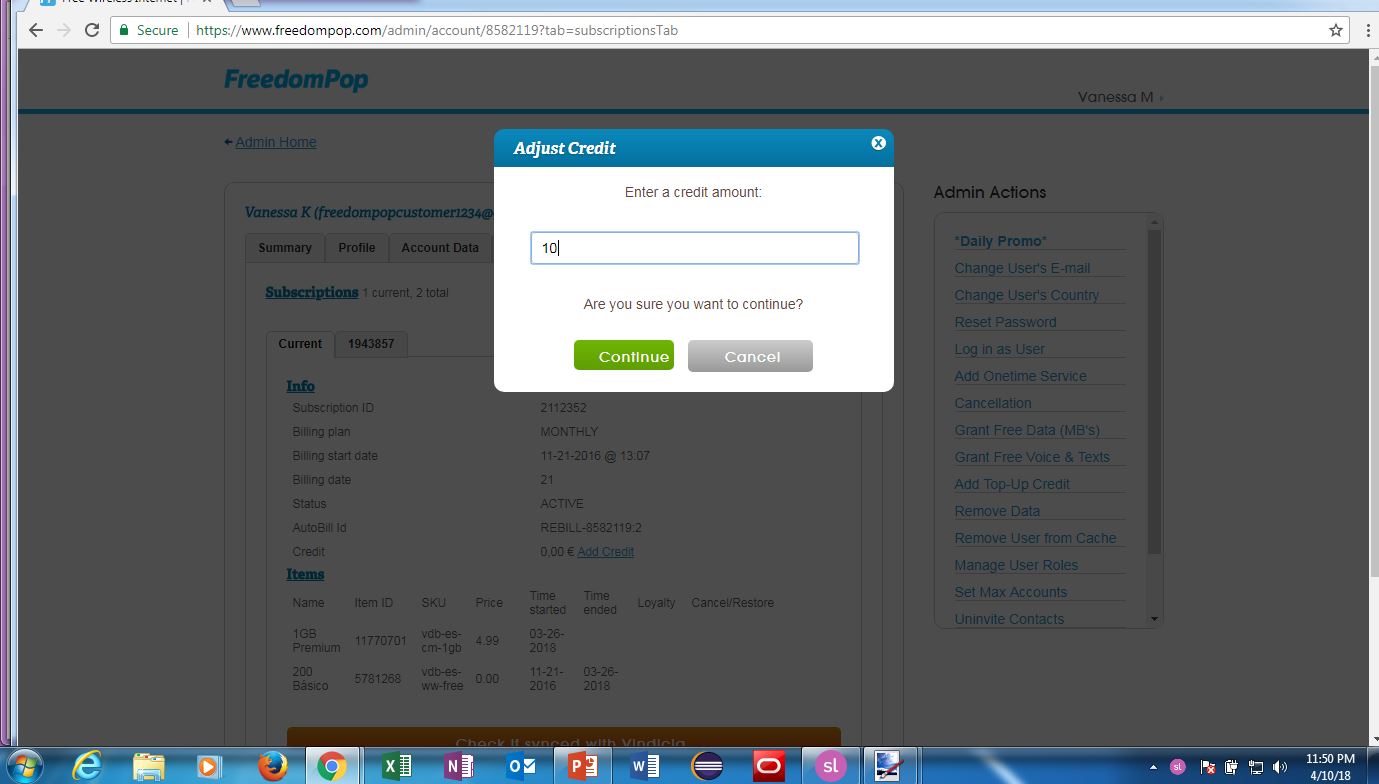 Secure
https://www.freedompop.com/admin/account/8582119?tab=subscriptionsTab
FreedomPop
Vanessa M
Admin Home
Adjust Credit
Enter a credit amount:
10
Are you sure you want to continue?
Continue
Cancel
Vanessa K (freedompopcustomer1234@
Summary
Profile
Account Data
Subscriptions 1 current, 2 total
Current
1943857
Info
Subscription ID 2112352
Billing plan MONTHLY
Billing start date 11-21-2016 @ 13:07
Billing date 21
Status ACTIVE
AutoBill Id REBILL-8582119:2
Credit 0,00 € Add Credit
Items
Name Item ID SKU Price Time started Time ended Loyalty Cancel/Restore
1GB Premium 11770701 vdb-es-cm-1gb 4.99 03-26-2018
200 Básico 5781268 vdb-es-ww-free 0.00 11-21-2016 03-26-2018
Check if synced with Vindicia
Admin Actions
*Daily Promo*
Change User's E-mail
Change User's Country
Reset Password
Log in as User
Add Onetime Service
Cancellation
Grant Free Data (MB's)
Grant Free Voice & Texts
Add Top-Up Credit
Remove Data
Remove User from Cache
Manage User Roles
Set Max Accounts
Uninvite Contacts
sl
sl
11:50 PM
4/10/18